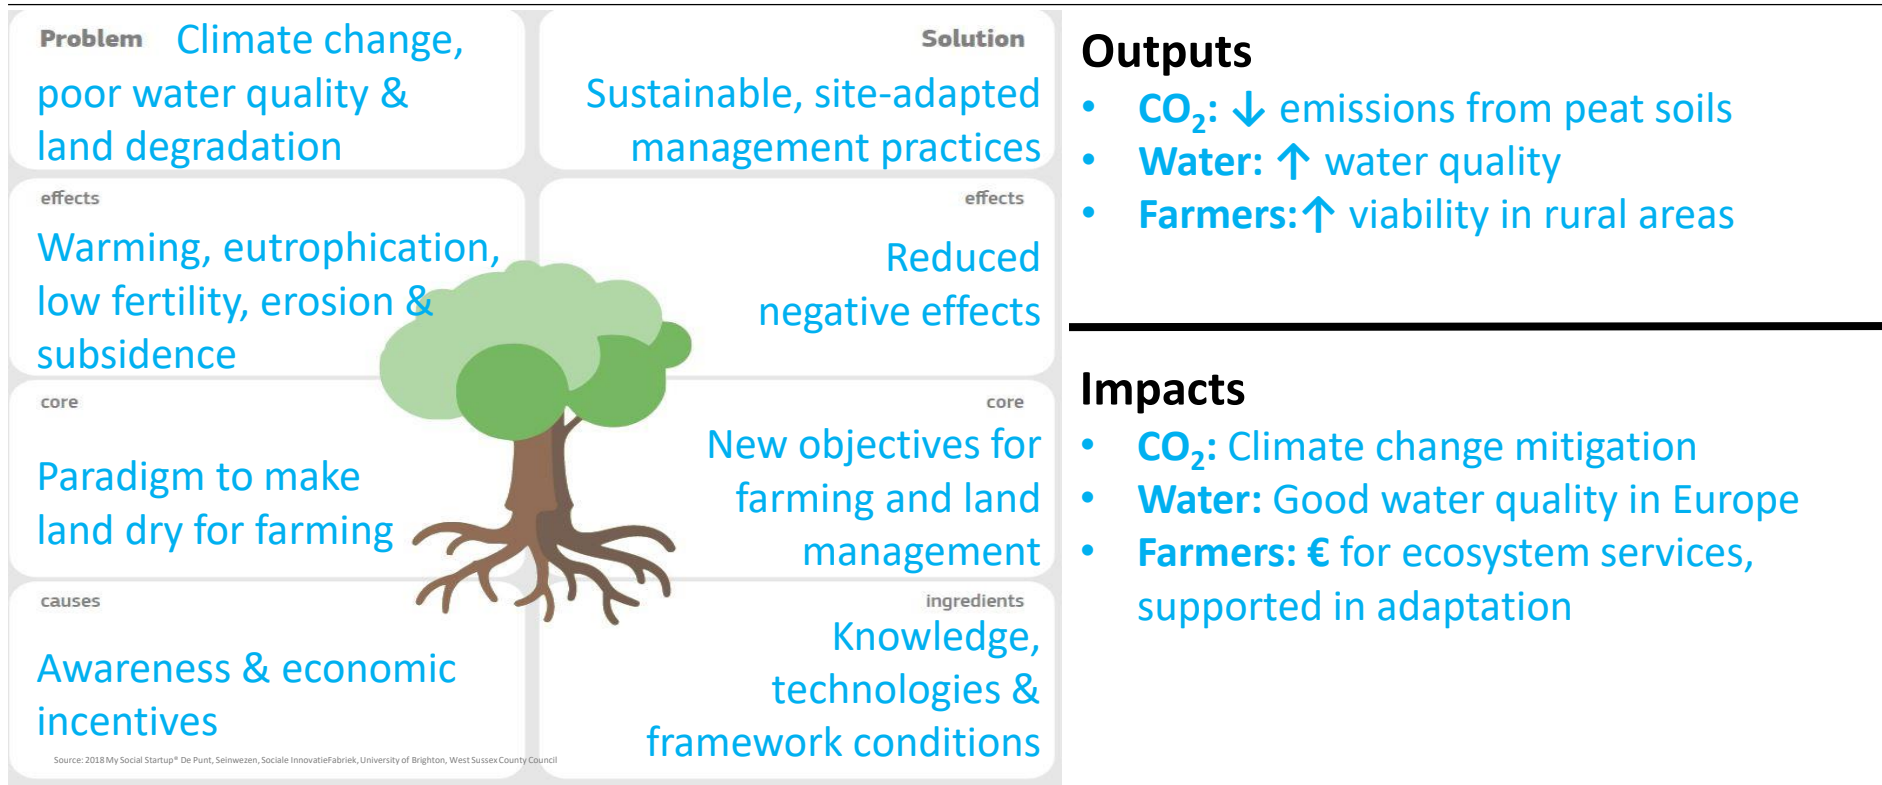 Problem Climate change,
poor water quality &
land degradation
Solution
Sustainable, site-adapted
management practices
effects
Warming, eutrophication,
low fertility, erosion &
subsidence
effects
Reduced
negative effects
core
Paradigm to make
land dry for farming
core
New objectives for
farming and land
management
causes
Awareness & economic
incentives
ingredients
Knowledge,
technologies &
framework conditions
Source: 2018 My Social Startup® De Punt, Seinwezen, Sociale InnovatieFabriek, University of Brighton, West Sussex County Council
Outputs
• CO₂: ↓ emissions from peat soils
• Water: ↑ water quality
• Farmers:↑ viability in rural areas
Impacts
• CO₂: Climate change mitigation
• Water: Good water quality in Europe
• Farmers: € for ecosystem services,
supported in adaptation